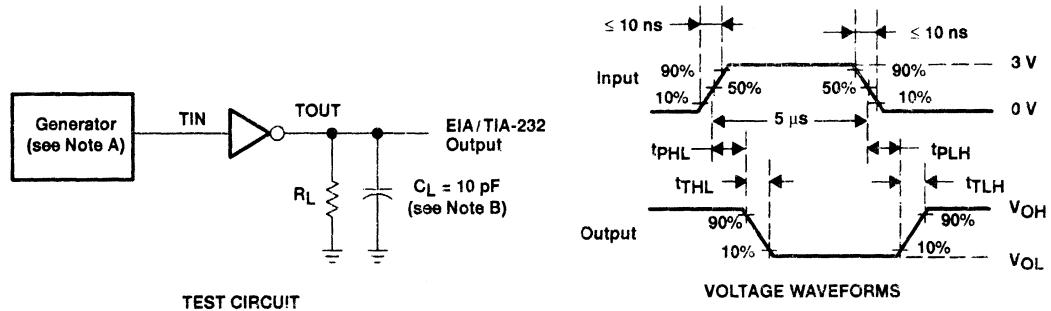 Generator
(see Note A)
TIN
TOUT
EIA/TIA-232
Output
RL
CL = 10 pF
(see Note B)
TEST CIRCUIT
≤ 10 ns
≤ 10 ns
Input
90%
10%
50%
50%
90%
10%
3 V
0 V
5 µs
tPHL
tPLH
tTHL
tTLH
Output
90%
10%
90%
10%
VOH
VOL
VOLTAGE WAVEFORMS